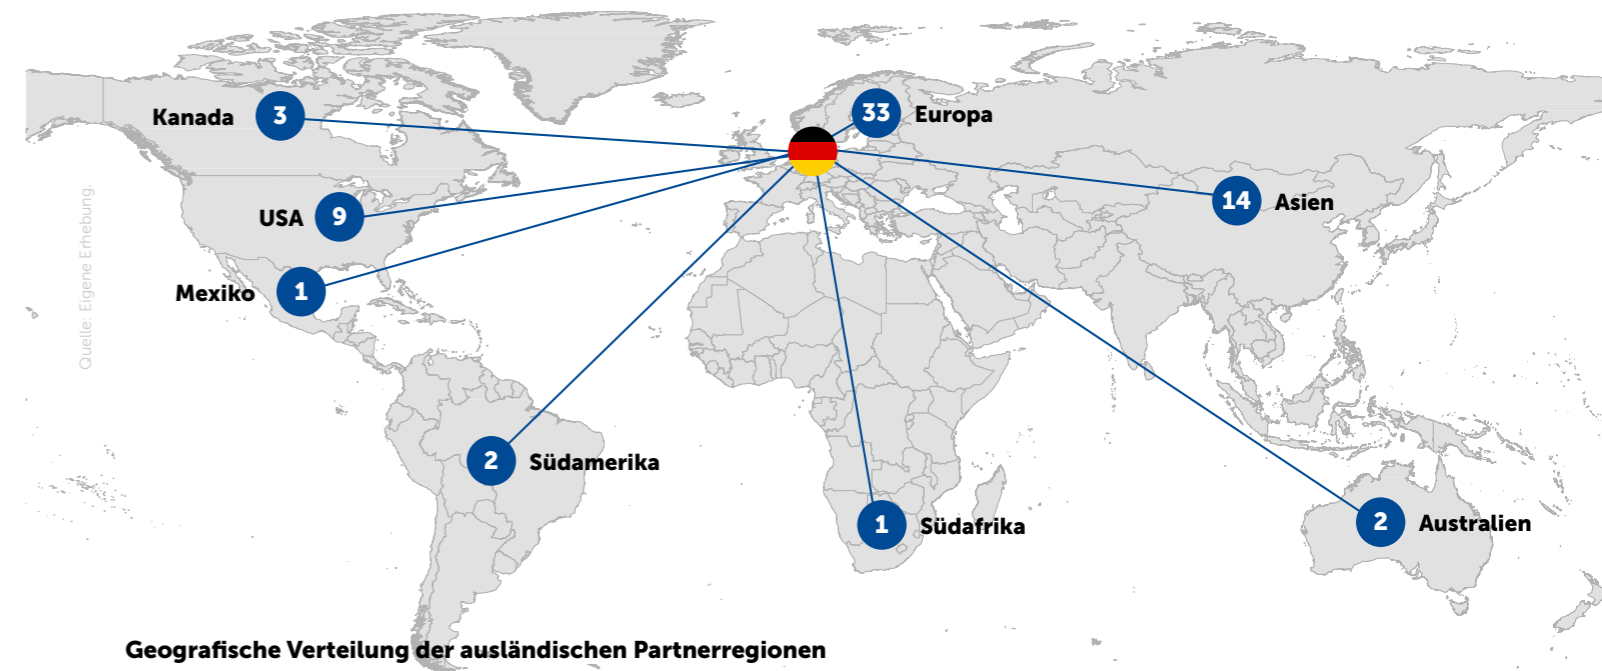 Kanada 3
33 Europa
USA 9
14 Asien
Mexiko 1
2 Südamerika
1 Südafrika
2 Australien
Quelle: Eigene Erhebung.
Geografische Verteilung der ausländischen Partnerregionen